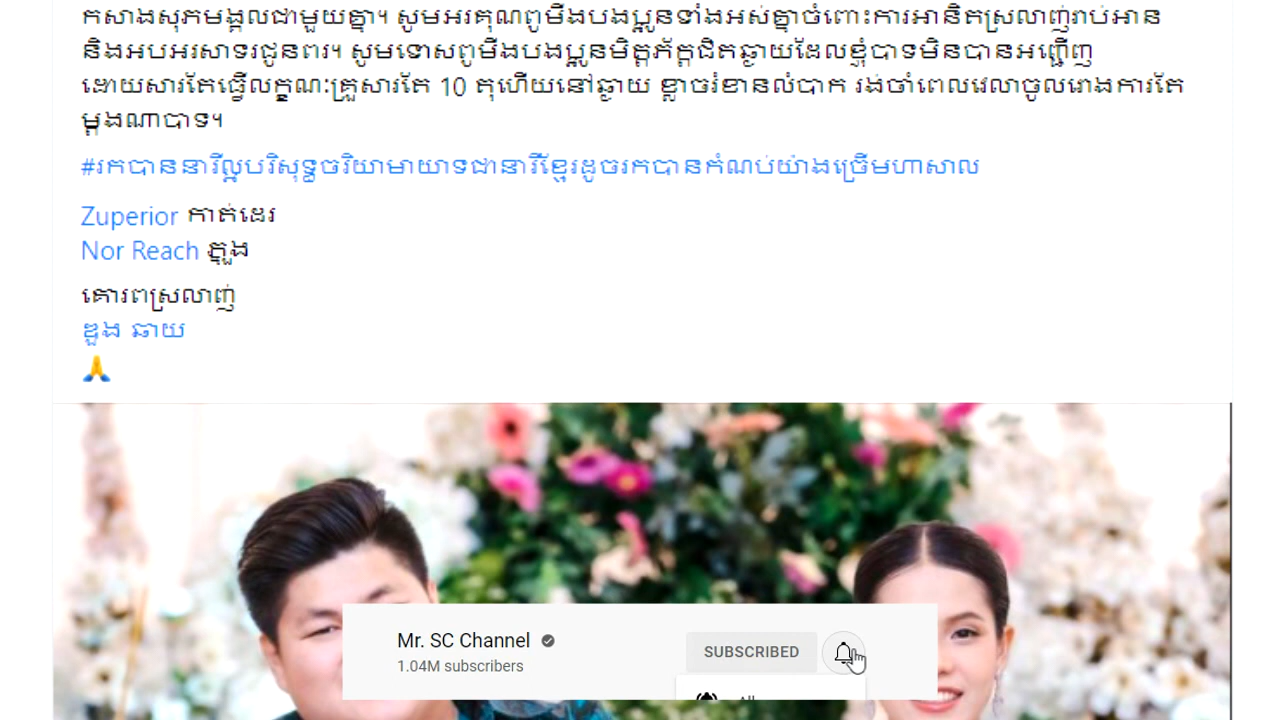 កសាងសុភមង្គលជាមួយគ្នា។ សូមអរគុណពូមីងបងប្អូនទាំងអស់គ្នាចំពោះការអានិតស្រលាញ់រាប់អាន
និងអបអរសាទរជូនពរ។ សូមទោសពូមីងបងប្អូនមិត្តភ័ក្តជិតឆ្ងាយដែលខ្ញុំបាទមិនបានអញ្ជើញ
ដោយសារតែធ្វើលក្ខណៈគ្រួសារតែ 10 តុហើយនៅឆ្ងាយ ខ្លាចរំខានលំបាក រង់ចាំពេលវេលាចូលរោងការតែ
ម្តងណាបាទ។
#រកបាននារីល្អបរិសុទ្ធចរិយាមាយាទជានារីខ្មែរដូចរកបានកំណប់យ៉ាងច្រើមហាសាល
Zuperior កាត់ដេរ
Nor Reach ភ្នួង
គោរពស្រលាញ់
ឌួង ឆាយ
Mr. SC Channel
1.04M subscribers
SUBSCRIBED
All